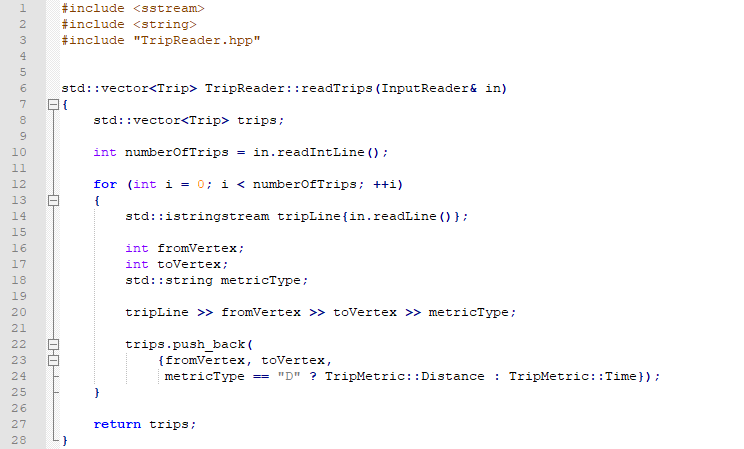 1 #include <sstream>
2 #include <string>
3 #include "TripReader.hpp"
4
5
6 std::vector<Trip> TripReader::readTrips(InputReader& in)
7 {
8     std::vector<Trip> trips;
9
10     int numberOfTrips = in.readIntLine();
11
12     for (int i = 0; i < numberOfTrips; ++i)
13     {
14         std::istringstream tripLine{in.readLine()};
15
16         int fromVertex;
17         int toVertex;
18         std::string metricType;
19
20         tripLine >> fromVertex >> toVertex >> metricType;
21
22         trips.push_back(
23             {fromVertex, toVertex,
24              metricType == "D" ? TripMetric::Distance : TripMetric::Time});
25     }
26
27     return trips;
28 }